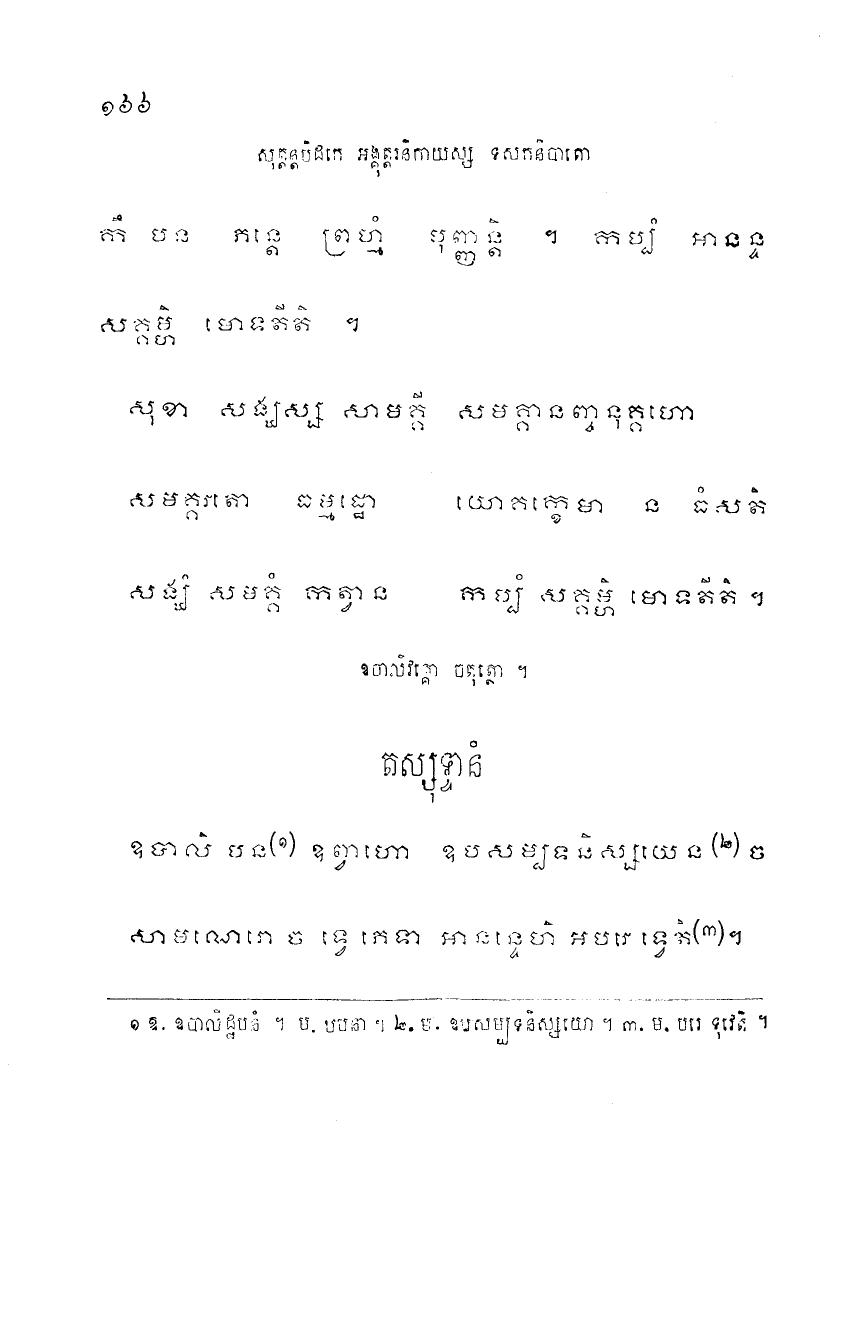 ១៦៦
សុត្តន្តបិដកេ អង្គុត្តរនិកាយស្ស ទសកនិបាតោ
កឹ បន ភន្តេ ព្រហ្មំ បុញ្ញន្តិ ។ កប្បំ អានន្ទ
សគ្គម្ហិ មោទតីតិ ។
សុខា សង្ឃស្ស សាមគ្គី សមគ្គានញ្ចនុគ្គហោ
សមគ្គរតោ ធម្មដ្ឋោ យោគក្ខេមា ន ធំសតិ
សង្ឃំ សមគ្គំ កត្វាន កប្បំ សគ្គម្ហិ មោទតីតិ ។
ឧបាលិវគ្គោ ចតុត្ថោ ។
តស្សុទ្ទានំ
ឧបាលិ បន(១) ឧព្វាហោ ឧបសម្បទនិស្សយេន(២) ច
សាមណេរោ ច ទ្វេ ភេទា អានន្ទេហិ អបរេ ទ្វេតិ(៣)។
១ ឱ. ឧបាលិដ្ឋបនំ ។ ប. ឋបនា ។ ២. ម. ឧបសម្បទនិស្សយោ ។ ៣. ម. បរេ ទុវេតិ ។